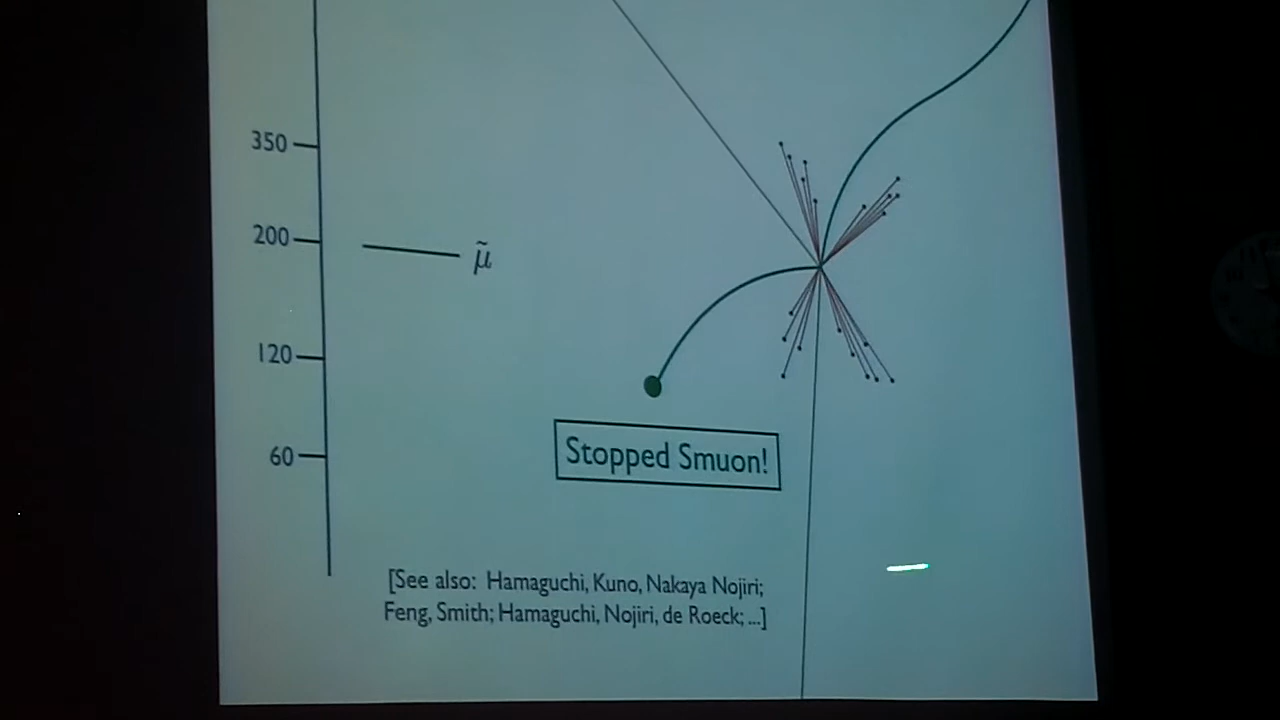 350
200
μ̃
120
60
Stopped Smuon!
[See also: Hamaguchi, Kuno, Nakaya Nojiri;
Feng, Smith; Hamaguchi, Nojiri, de Roeck; ...]